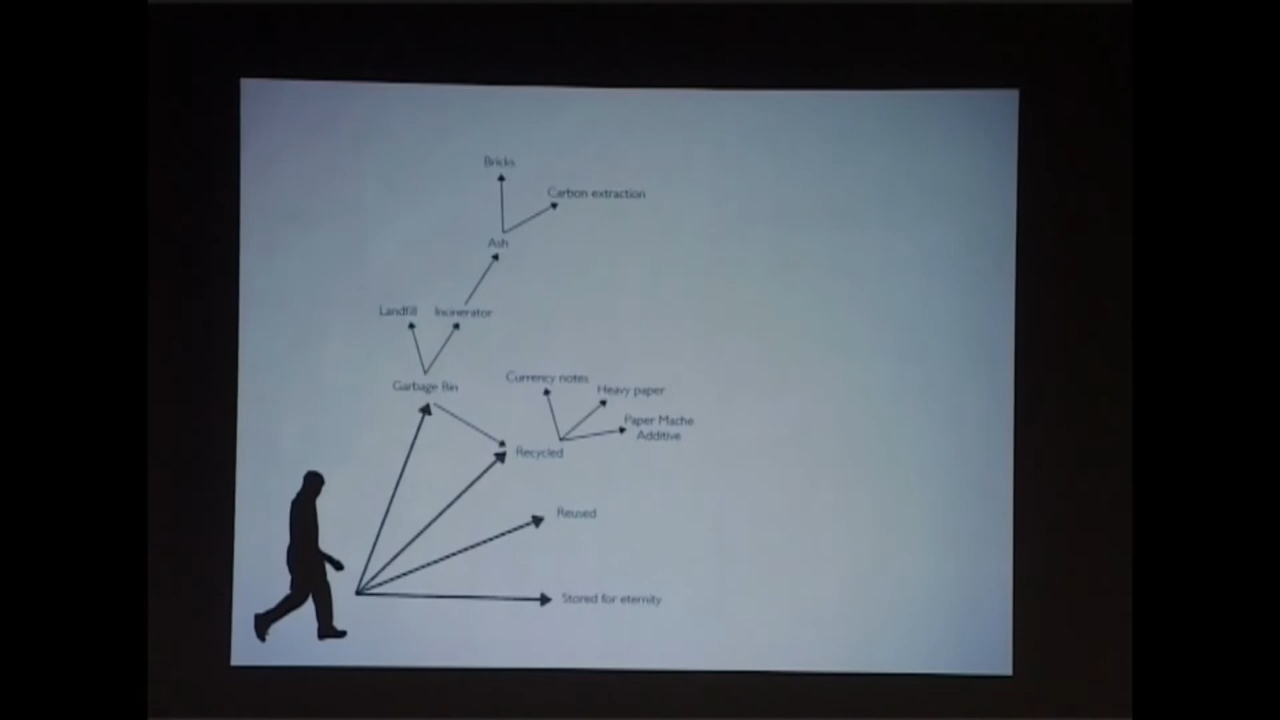 Bricks
Carbon extraction
Ash
Landfill
Incinerator
Garbage Bin
Currency notes
Heavy paper
Paper Mache
Additive
Recycled
Reused
Stored for eternity